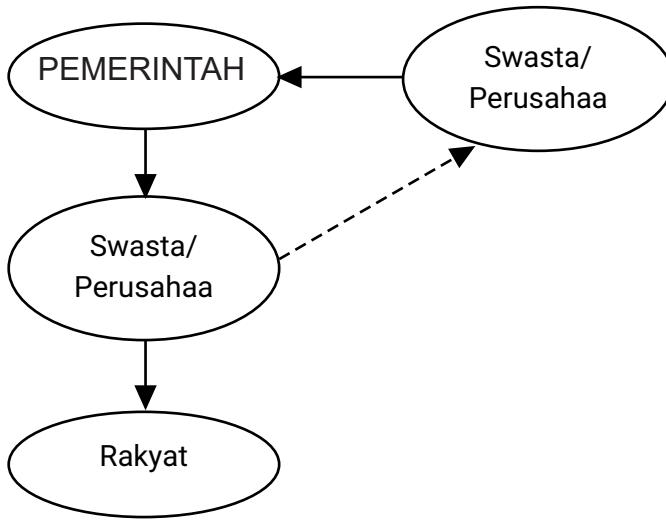 PEMERINTAH
Swasta/
Perusahaa
Swasta/
Perusahaa
Rakyat